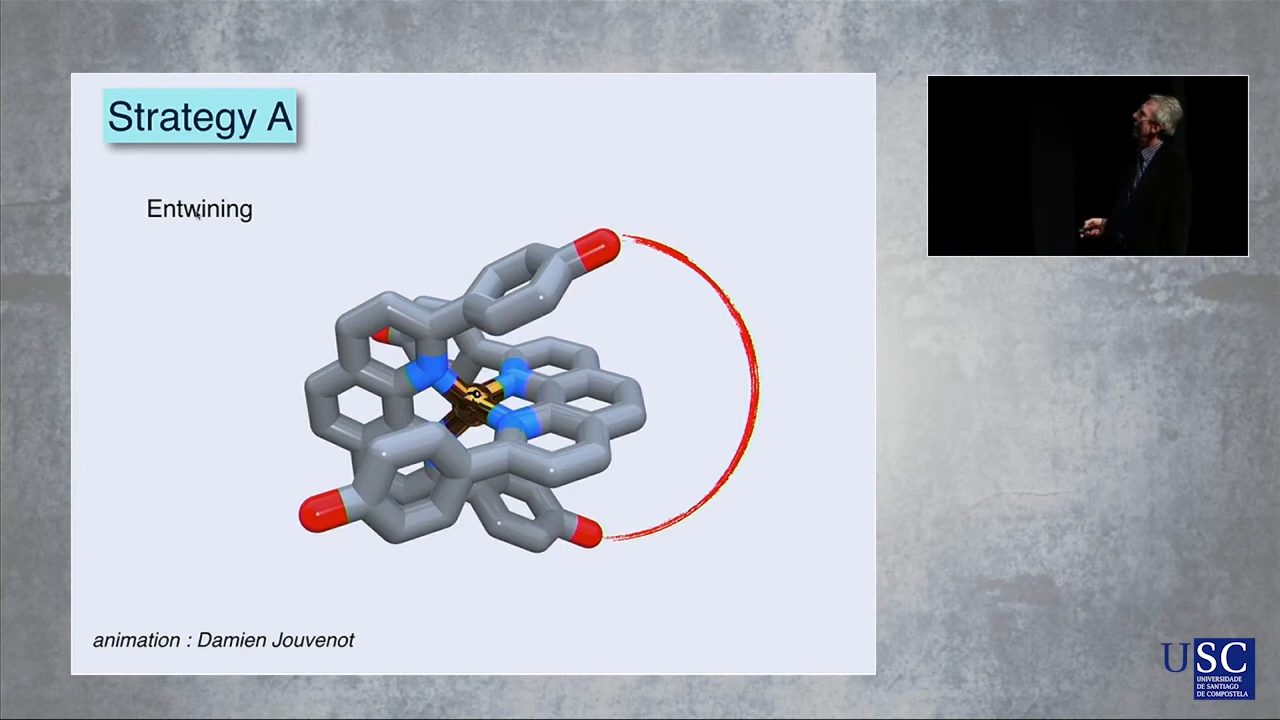 Strategy A
Entwining
animation : Damien Jouvenot
USC
UNIVERSIDADE
DE SANTIAGO
DE COMPOSTELA